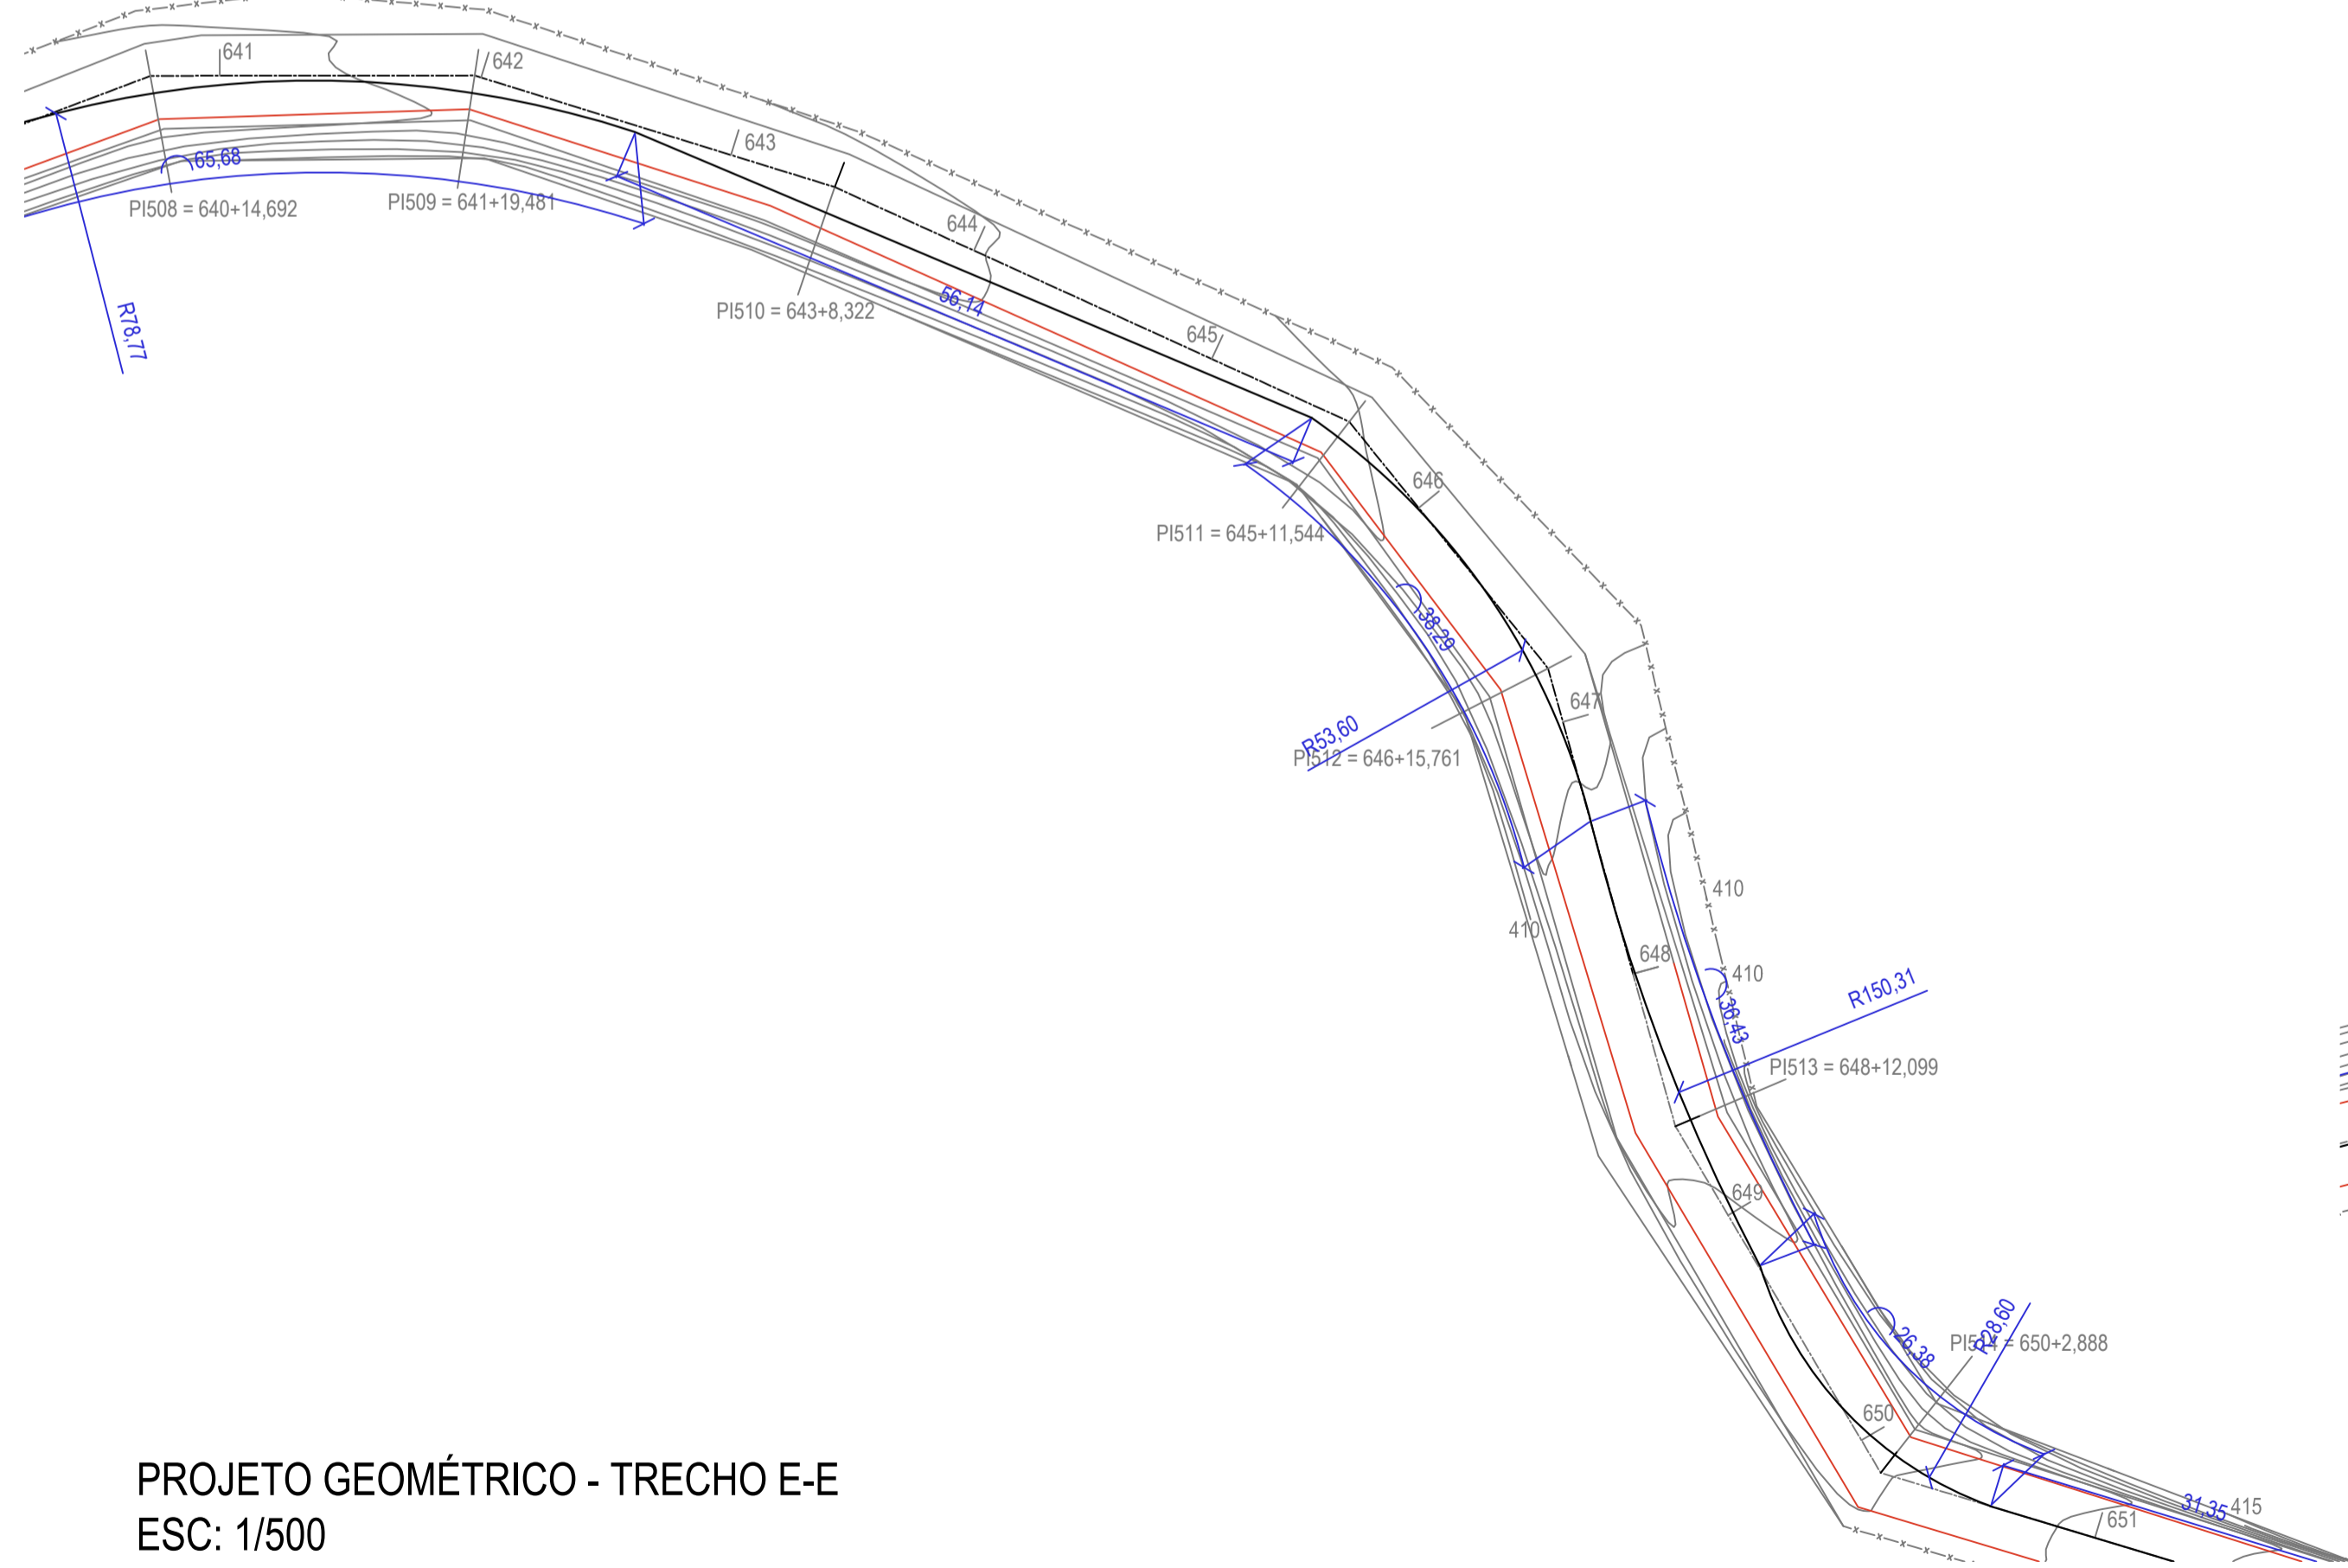 641
642
65,68
643
PI508 = 640+14,692
PI509 = 641+19,481
644
56,14
PI510 = 643+8,322
R78,77
645
646
PI511 = 645+11,544
38,29
647
R53,60
PI512 = 646+15,761
410
410
648
410
R150,31
36,43
PI513 = 648+12,099
649
R28,60
PI514 = 650+2,888
26,38
650
31,35
415
651
PROJETO GEOMÉTRICO - TRECHO E-E
ESC: 1/500